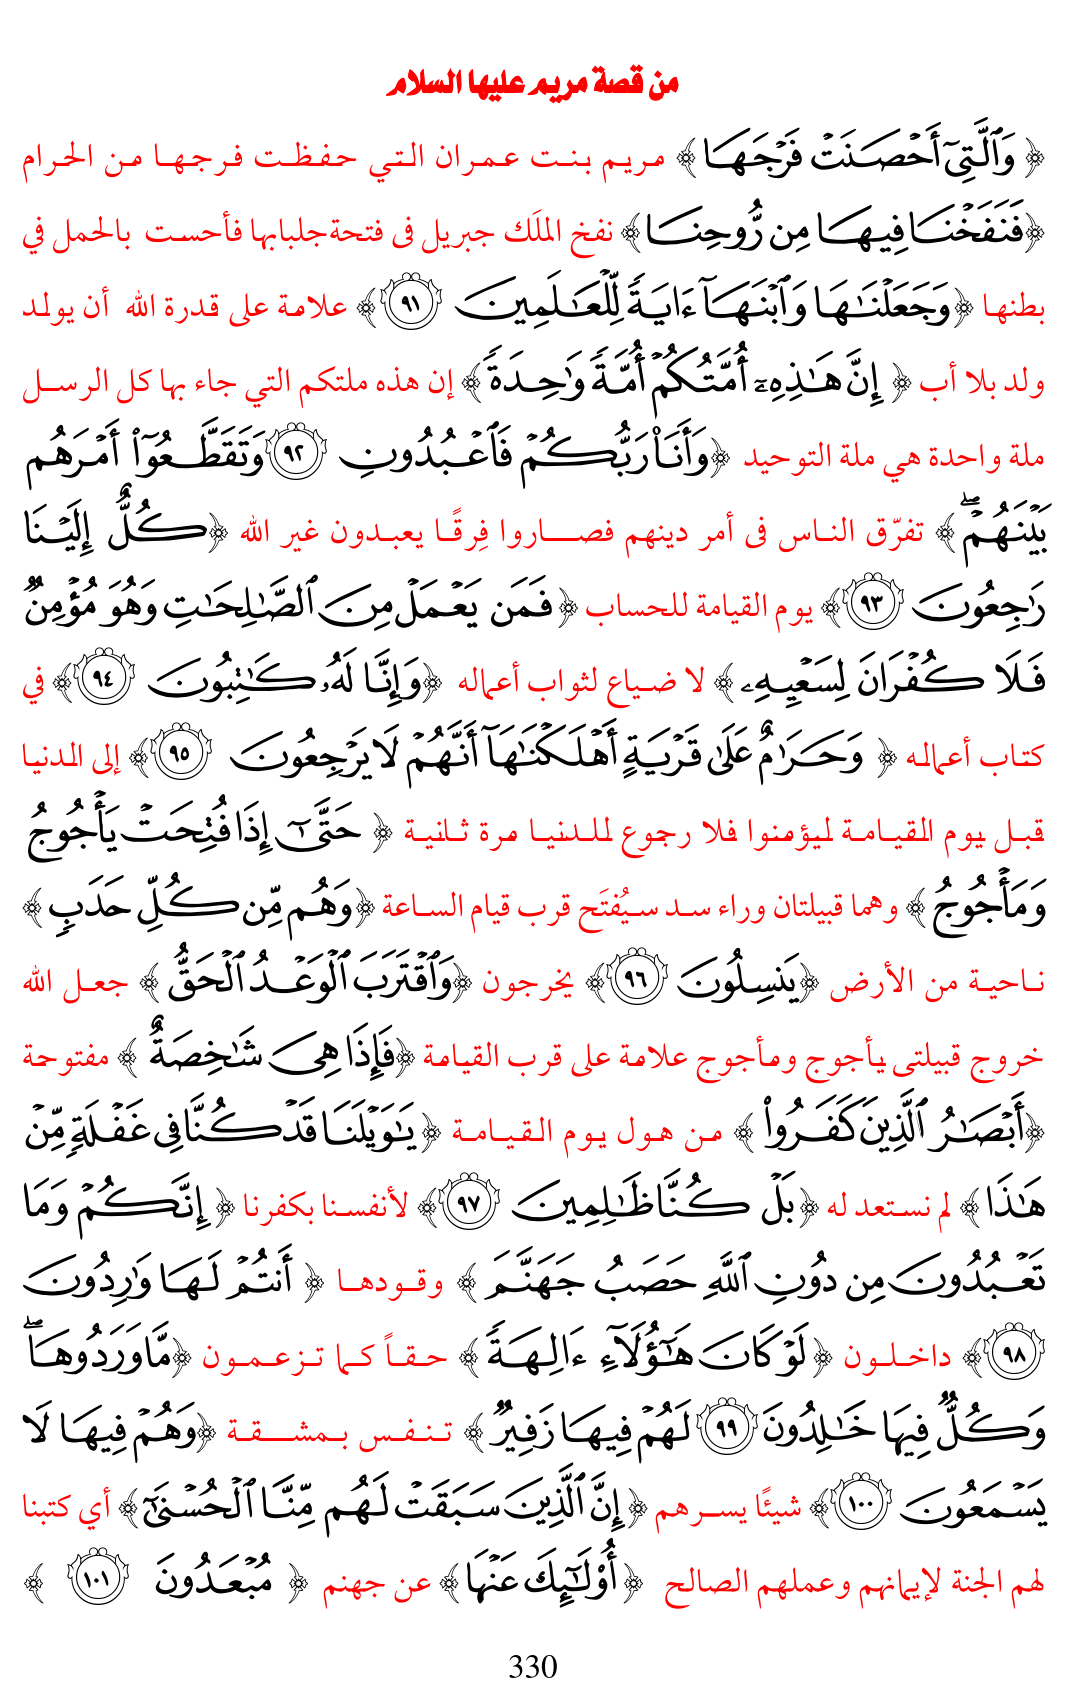 من قصة مريم عليها السلام
﴿ وَٱلَّتِىٓ أَحۡصَنَتۡ فَرۡجَهَا ﴾ مريم بنت عمران التي حفظت فرجها من الحرام
﴿فَنَفَخۡنَا فِيهَا مِن رُّوحِنَا﴾ نفخ الملَك جبريل فى فتحة جلبابها فأحست بالحمل في
بطنها ﴿وَجَعَلۡنَٰهَا وَٱبۡنَهَآ ءَايَةٗ لِّلۡعَٰلَمِينَ ٩١﴾ علامة على قدرة الله أن يولد
ولد بلا أب ﴿ إِنَّ هَٰذِهِۦٓ أُمَّتُكُمۡ أُمَّةٗ وَٰحِدَةٗ﴾ إن هذه ملتكم التي جاء بها كل الرسل
ملة واحدة هي ملة التوحيد ﴿وَأَنَا۠ رَبُّكُمۡ فَٱعۡبُدُونِ ٩٢ وَتَقَطَّعُوٓاْ أَمۡرَهُم
بَيۡنَهُمۡۖ﴾ تفرّق الناس فى أمر دينهم فصاروا فِرقًا يعبدون غير الله ﴿كُلٌّ إِلَيۡنَا
رَٰجِعُونَ ٩٣﴾ يوم القيامة للحساب ﴿ فَمَن يَعۡمَلۡ مِنَ ٱلصَّٰلِحَٰتِ وَهُوَ مُؤۡمِنٞ
فَلَا كُفۡرَانَ لِسَعۡيِهِۦ ﴾ لا ضياع لثواب أعماله ﴿وَإِنَّا لَهُۥ كَٰتِبُونَ ٩٤﴾ في
كتاب أعماله ﴿ وَحَرَٰمٌ عَلَىٰ قَرۡيَةٍ أَهۡلَكۡنَٰهَآ أَنَّهُمۡ لَا يَرۡجِعُونَ ٩٥﴾ إلى الدنيا
قبل يوم القيامة ليؤمنوا فلا رجوع للدنيا مرة ثانية ﴿ حَتَّىٰٓ إِذَا فُتِحَتۡ يَأۡجُوجُ
وَمَأۡجُوجُ ﴾ وهما قبيلتان وراء سد سيُفتَح قرب قيام الساعة ﴿وَهُم مِّن كُلِّ حَدَبٖ ﴾
ناحية من الأرض ﴿يَنسِلُونَ ٩٦﴾ يخرجون ﴿وَٱقۡتَرَبَ ٱلۡوَعۡدُ ٱلۡحَقُّ ﴾ جعل الله
خروج قبيلتى يأجوج ومأجوج علامة على قرب القيامة ﴿فَإِذَا هِيَ شَٰخِصَةٌ ﴾ مفتوحة
﴿أَبۡصَٰرُ ٱلَّذِينَ كَفَرُواْ ﴾ من هول يوم القيامة ﴿ يَٰوَيۡلَنَا قَدۡ كُنَّا فِي غَفۡلَةٖ مِّنۡ
هَٰذَا ﴾ لم نستعد له ﴿بَلۡ كُنَّا ظَٰلِمِينَ ٩٧﴾ لأنفسنا بكفرنا ﴿ إِنَّكُمۡ وَمَا
تَعۡبُدُونَ مِن دُونِ ٱللَّهِ حَصَبُ جَهَنَّمَ ﴾ وقودها ﴿ أَنتُمۡ لَهَا وَٰرِدُونَ
٩٨﴾ داخلون ﴿ لَوۡ كَانَ هَٰٓؤُلَآءِ ءَالِهَةٗ ﴾ حقاً كما تزعمون ﴿مَّا وَرَدُوهَاۖ
وَكُلّٞ فِيهَا خَٰلِدُونَ ٩٩ لَهُمۡ فِيهَا زَفِيرٞ ﴾ تنفس بمشقة ﴿وَهُمۡ فِيهَا لَا
يَسۡمَعُونَ ١٠٠﴾ شيئًا يسرهم ﴿إِنَّ ٱلَّذِينَ سَبَقَتۡ لَهُم مِّنَّا ٱلۡحُسۡنَىٰٓ﴾ أي كتبنا
لهم الجنة لإيمانهم وعملهم الصالح ﴿أُوْلَٰٓئِكَ عَنۡهَا﴾ عن جهنم ﴿ مُبۡعَدُونَ ١٠١ ﴾
330